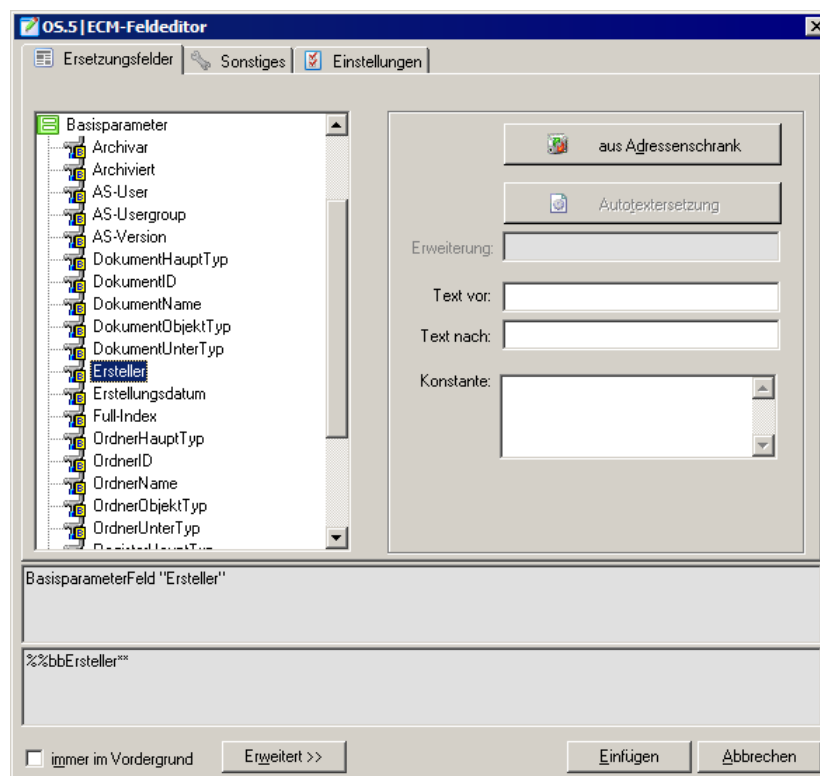 OS.5|ECM-Feldeditor
Ersetzungsfelder
Sonstiges
Einstellungen
Basisparameter
Archivar
Archiviert
AS-User
AS-Usergroup
AS-Version
DokumentHauptTyp
DokumentID
DokumentName
DokumentObjektTyp
DokumentUnterTyp
Ersteller
Erstellungsdatum
Full-Index
OrdnerHauptTyp
OrdnerID
OrdnerName
OrdnerObjektTyp
OrdnerUnterTyp
RegisterHauptTyp
aus Adressenschrank
Autotextersetzung
Erweiterung:
Text vor:
Text nach:
Konstante:
BasisparameterFeld "Ersteller"
%%bbErsteller**
immer im Vordergrund
Erweitert >>
Einfügen
Abbrechen